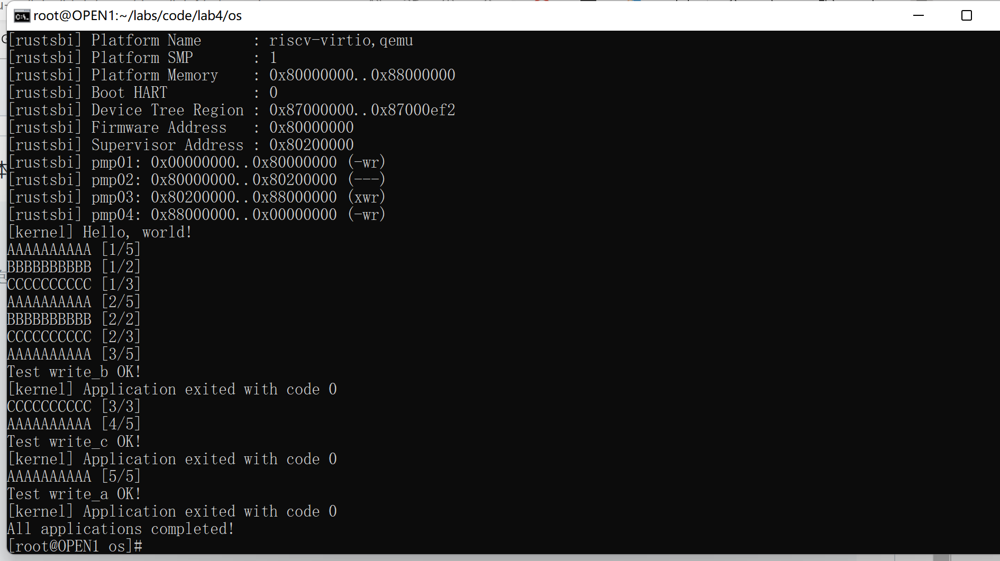 root@OPEN1:~/labs/code/lab4/os
[rustsbi] Platform Name      : riscv-virtio,qemu
[rustsbi] Platform SMP       : 1
[rustsbi] Platform Memory    : 0x80000000..0x88000000
[rustsbi] Boot HART          : 0
[rustsbi] Device Tree Region : 0x87000000..0x87000ef2
[rustsbi] Firmware Address   : 0x80000000
[rustsbi] Supervisor Address : 0x80200000
[rustsbi] pmp01: 0x00000000..0x80000000 (-wr)
[rustsbi] pmp02: 0x80000000..0x80200000 (---)
[rustsbi] pmp03: 0x80200000..0x88000000 (xwr)
[rustsbi] pmp04: 0x88000000..0x00000000 (-wr)
[kernel] Hello, world!
AAAAAAAAAA [1/5]
BBBBBBBBBB [1/2]
CCCCCCCCCC [1/3]
AAAAAAAAAA [2/5]
BBBBBBBBBB [2/2]
CCCCCCCCCC [2/3]
AAAAAAAAAA [3/5]
Test write_b OK!
[kernel] Application exited with code 0
CCCCCCCCCC [3/3]
AAAAAAAAAA [4/5]
Test write_c OK!
[kernel] Application exited with code 0
AAAAAAAAAA [5/5]
Test write_a OK!
[kernel] Application exited with code 0
All applications completed!
[root@OPEN1 os]#